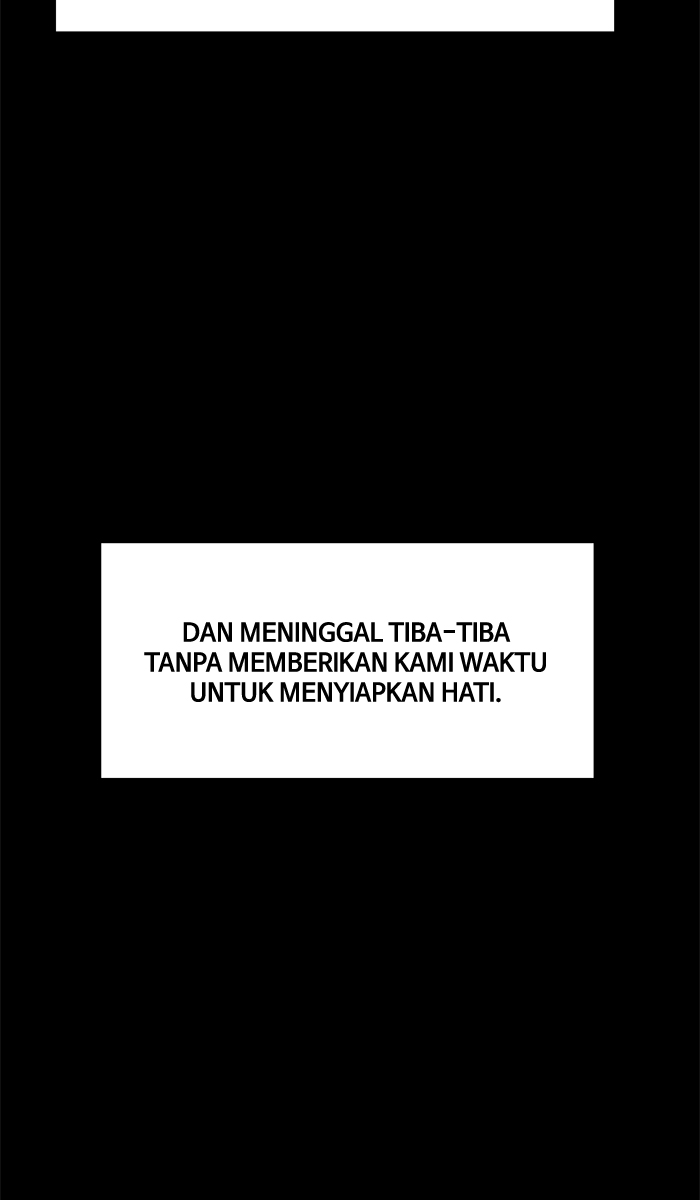 DAN MENINGGAL TIBA-TIBA
TANPA MEMBERIKAN KAMI WAKTU
UNTUK MENYIAPKAN HATI.